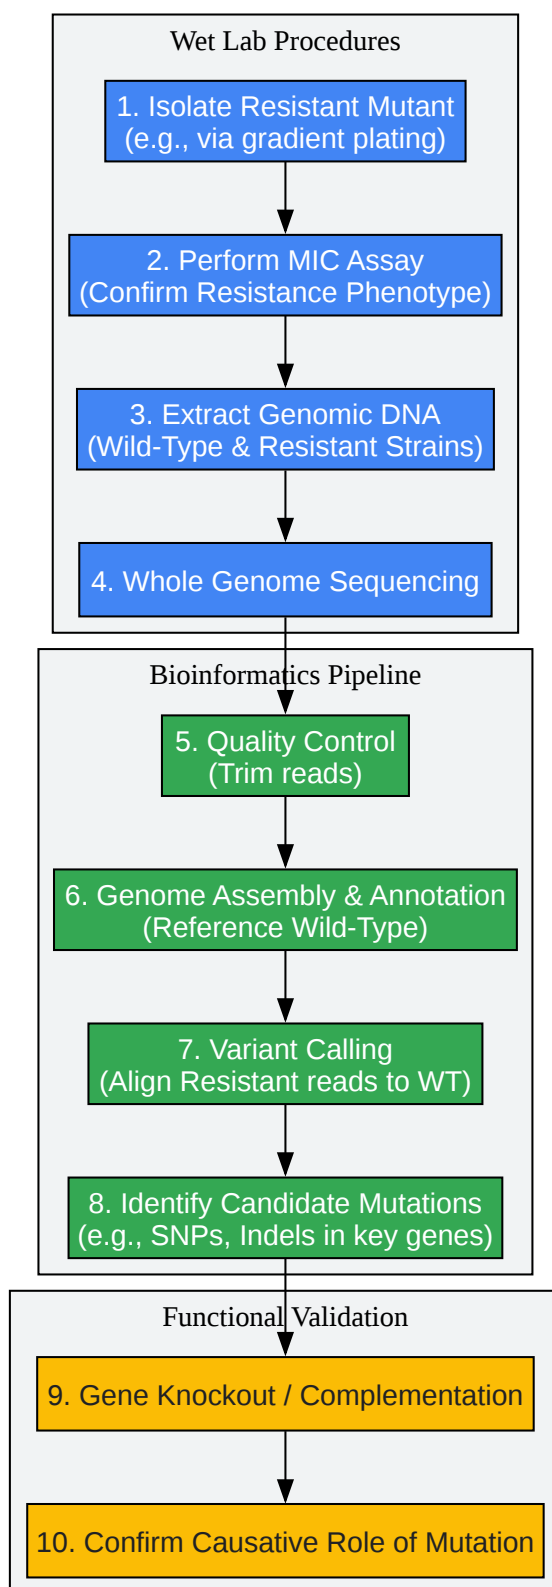 Wet Lab Procedures
1. Isolate Resistant Mutant
(e.g., via gradient plating)
2. Perform MIC Assay
(Confirm Resistance Phenotype)
3. Extract Genomic DNA
(Wild-Type & Resistant Strains)
4. Whole Genome Sequencing
Bioinformatics Pipeline
5. Quality Control
(Trim reads)
6. Genome Assembly & Annotation
(Reference Wild-Type)
7. Variant Calling
(Align Resistant reads to WT)
8. Identify Candidate Mutations
(e.g., SNPs, Indels in key genes)
Functional Validation
9. Gene Knockout / Complementation
10. Confirm Causative Role of Mutation